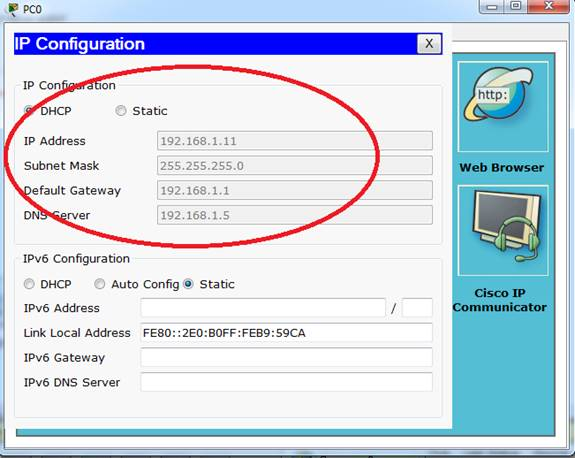 PC0
IP Configuration X
IP Configuration
DHCP Static
IP Address 192.168.1.11
Subnet Mask 255.255.255.0
Default Gateway 192.168.1.1
DNS Server 192.168.1.5
IPv6 Configuration
DHCP Auto Config Static
IPv6 Address /
Link Local Address FE80::2E0:B0FF:FEB9:59CA
IPv6 Gateway
IPv6 DNS Server
http:
Web Browser
Cisco IP
Communicator